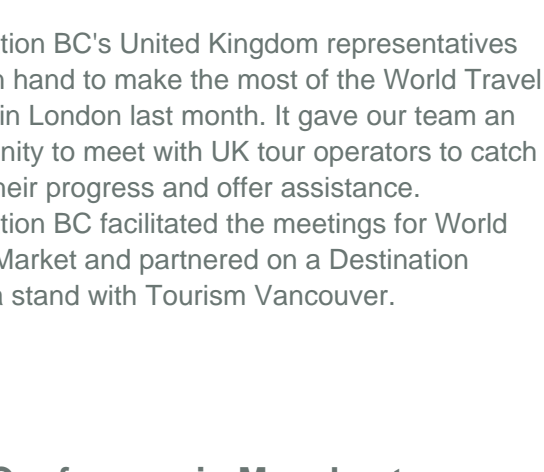 tion BC's United Kingdom representatives
n hand to make the most of the World Travel
in London last month. It gave our team an
nity to meet with UK tour operators to catch
heir progress and offer assistance.
tion BC facilitated the meetings for World
Market and partnered on a Destination
a stand with Tourism Vancouver.